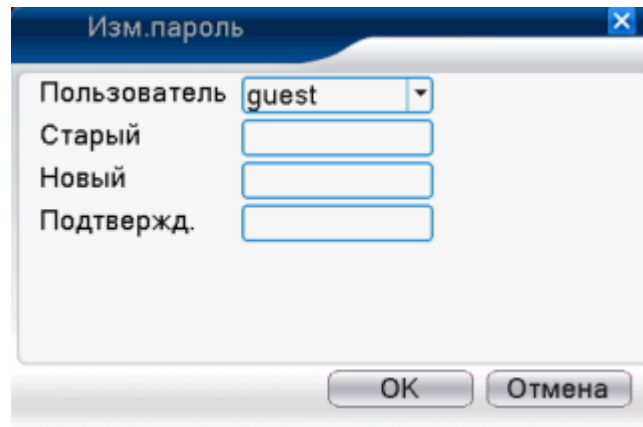 Изм.пароль
Пользователь guest
Старый
Новый
Подтвержд.
OK Отмена